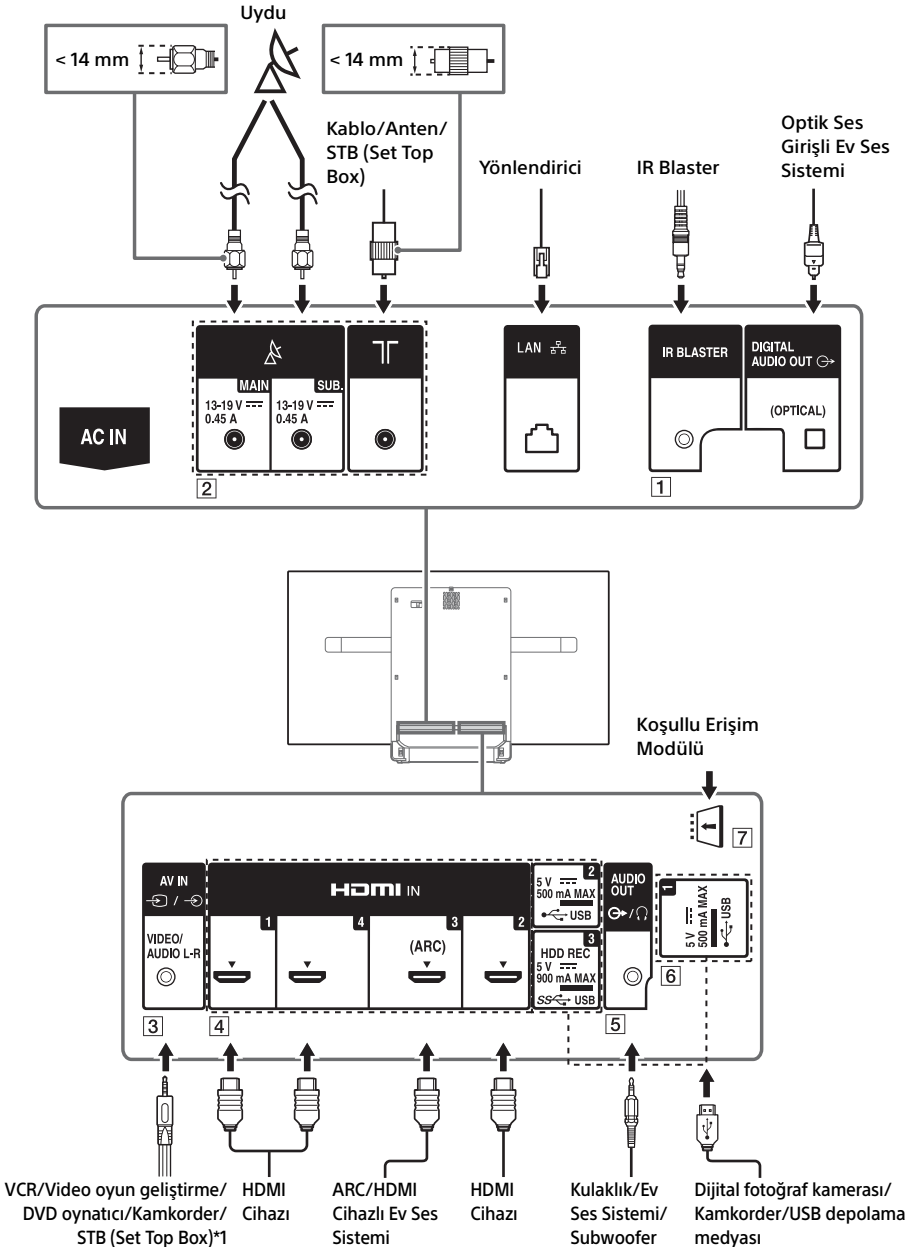 Uydu
< 14 mm
< 14 mm
Kablo/Anten/
STB (Set Top
Box)
Yönlendirici
IR Blaster
Optik Ses
Girişli Ev Ses
Sistemi
AC IN
MAIN
13-19 V
0.45 A
SUB.
13-19 V
0.45 A
2
LAN
IR BLASTER
1
DIGITAL
AUDIO OUT
(OPTICAL)
Koşullu Erişim
Modülü
7
AV IN
/
VIDEO/
AUDIO L-R
3
HDMI IN
1
4
3
(ARC)
2
4
2
5 V
500 mA MAX
USB
3
HDD REC
5 V
900 mA MAX
SS USB
AUDIO
OUT
/
5
1
5 V
500 mA MAX
USB
6
VCR/Video oyun geliştirme/
DVD oynatıcı/Kamkorder/
STB (Set Top Box)*1
HDMI
Cihazı
ARC/HDMI
Cihazlı Ev Ses
Sistemi
HDMI
Cihazı
Kulaklık/Ev
Ses Sistemi/
Subwoofer
Dijital fotoğraf kamerası/
Kamkorder/USB depolama
medyası